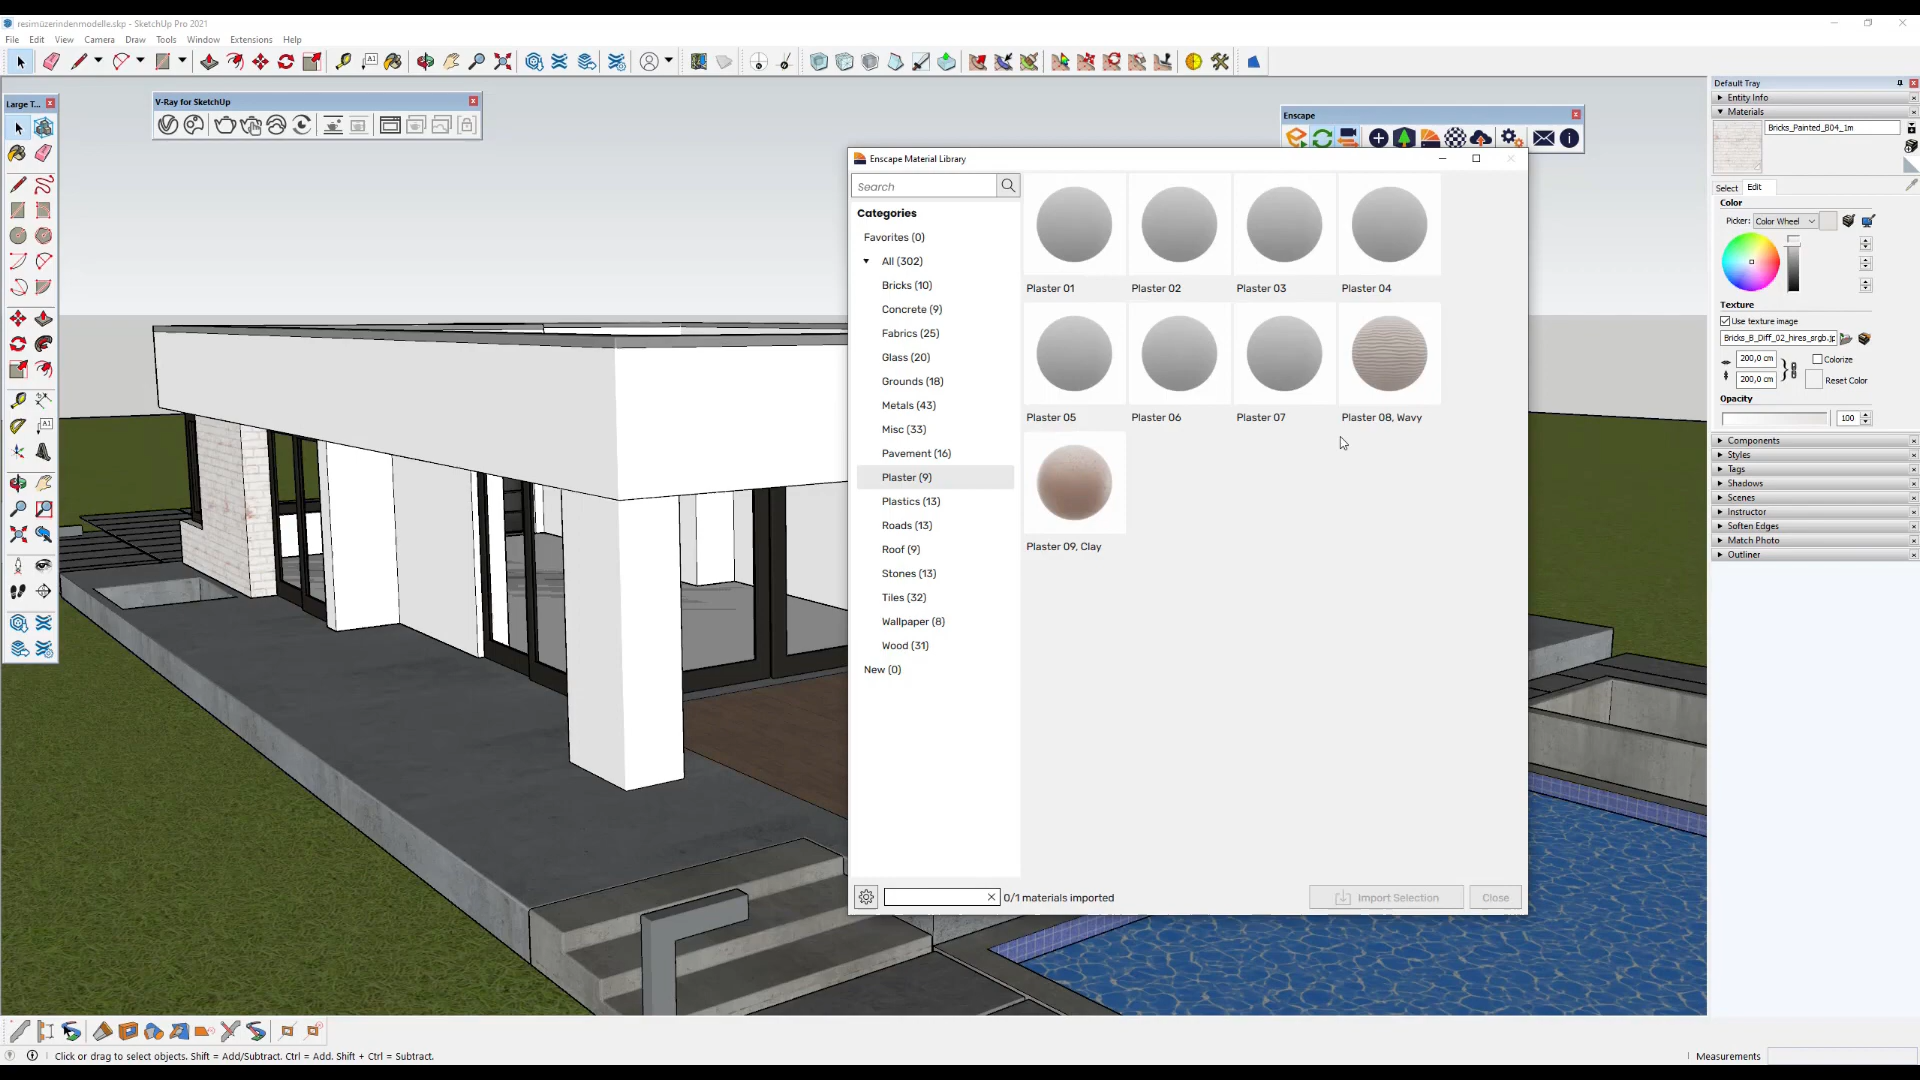 resimüzerindenmodelle.skp - SketchUp Pro 2021
File Edit View Camera Draw Tools Window Extensions Help
Large T...
V-Ray for SketchUp
Enscape
Enscape Material Library
Search
Categories
Favorites (0)
All (302)
Bricks (10)
Concrete (9)
Fabrics (25)
Glass (20)
Grounds (18)
Metals (43)
Misc (33)
Pavement (16)
Plaster (9)
Plastics (13)
Roads (13)
Roof (9)
Stones (13)
Tiles (32)
Wallpaper (8)
Wood (31)
New (0)
Plaster 01 Plaster 02 Plaster 03 Plaster 04
Plaster 05 Plaster 06 Plaster 07 Plaster 08, Wavy
Plaster 09, Clay
0/1 materials imported
Import Selection
Close
Default Tray
Entity Info
Materials
Bricks_Painted_B04_1m
Select Edit
Color
Picker: Color Wheel
Texture
Use texture image
Bricks_B_Diff_02_hires_srgb.jp
200,0 cm
Colorize
200,0 cm
Reset Color
Opacity
100
Components
Styles
Tags
Shadows
Scenes
Instructor
Soften Edges
Match Photo
Outliner
Click or drag to select objects. Shift = Add/Subtract. Ctrl = Add. Shift + Ctrl = Subtract.
Measurements